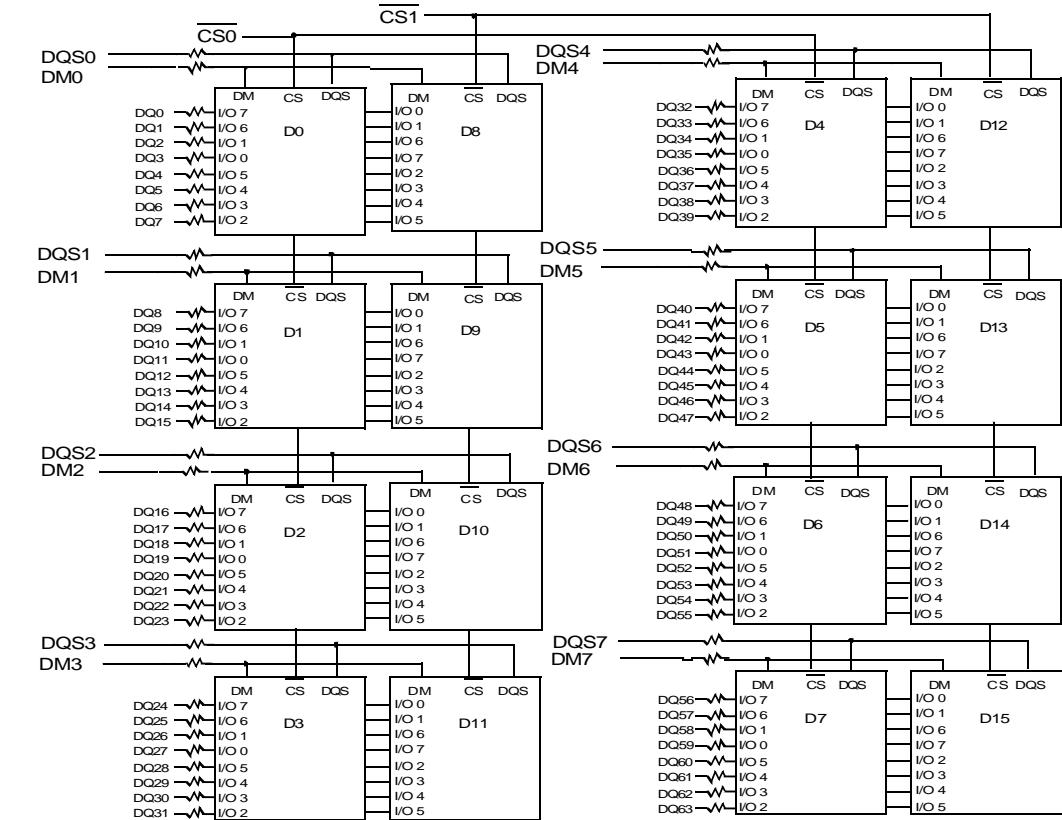 CS1
CS0
DQS0
DM0
DM CS DQS
D0
DQ0 I/O 7
DQ1 I/O 6
DQ2 I/O 1
DQ3 I/O 0
DQ4 I/O 5
DQ5 I/O 4
DQ6 I/O 3
DQ7 I/O 2
DM CS DQS
D8
I/O 0
I/O 1
I/O 6
I/O 7
I/O 2
I/O 3
I/O 4
I/O 5
DQS4
DM4
DM CS DQS
D4
DQ32 I/O 7
DQ33 I/O 6
DQ34 I/O 1
DQ35 I/O 0
DQ36 I/O 5
DQ37 I/O 4
DQ38 I/O 3
DQ39 I/O 2
DM CS DQS
D12
I/O 0
I/O 1
I/O 6
I/O 7
I/O 2
I/O 3
I/O 4
I/O 5
DQS1
DM1
DM CS DQS
D1
DQ8 I/O 7
DQ9 I/O 6
DQ10 I/O 1
DQ11 I/O 0
DQ12 I/O 5
DQ13 I/O 4
DQ14 I/O 3
DQ15 I/O 2
DM CS DQS
D9
I/O 0
I/O 1
I/O 6
I/O 7
I/O 2
I/O 3
I/O 4
I/O 5
DQS5
DM5
DM CS DQS
D5
DQ40 I/O 7
DQ41 I/O 6
DQ42 I/O 1
DQ43 I/O 0
DQ44 I/O 5
DQ45 I/O 4
DQ46 I/O 3
DQ47 I/O 2
DM CS DQS
D13
I/O 0
I/O 1
I/O 6
I/O 7
I/O 2
I/O 3
I/O 4
I/O 5
DQS2
DM2
DM CS DQS
D2
DQ16 I/O 7
DQ17 I/O 6
DQ18 I/O 1
DQ19 I/O 0
DQ20 I/O 5
DQ21 I/O 4
DQ22 I/O 3
DQ23 I/O 2
DM CS DQS
D10
I/O 0
I/O 1
I/O 6
I/O 7
I/O 2
I/O 3
I/O 4
I/O 5
DQS6
DM6
DM CS DQS
D6
DQ48 I/O 7
DQ49 I/O 6
DQ50 I/O 1
DQ51 I/O 0
DQ52 I/O 5
DQ53 I/O 4
DQ54 I/O 3
DQ55 I/O 2
DM CS DQS
D14
I/O 0
I/O 1
I/O 6
I/O 7
I/O 2
I/O 3
I/O 4
I/O 5
DQS3
DM3
DM CS DQS
D3
DQ24 I/O 7
DQ25 I/O 6
DQ26 I/O 1
DQ27 I/O 0
DQ28 I/O 5
DQ29 I/O 4
DQ30 I/O 3
DQ31 I/O 2
DM CS DQS
D11
I/O 0
I/O 1
I/O 6
I/O 7
I/O 2
I/O 3
I/O 4
I/O 5
DQS7
DM7
DM CS DQS
D7
DQ56 I/O 7
DQ57 I/O 6
DQ58 I/O 1
DQ59 I/O 0
DQ60 I/O 5
DQ61 I/O 4
DQ62 I/O 3
DQ63 I/O 2
DM CS DQS
D15
I/O 0
I/O 1
I/O 6
I/O 7
I/O 2
I/O 3
I/O 4
I/O 5